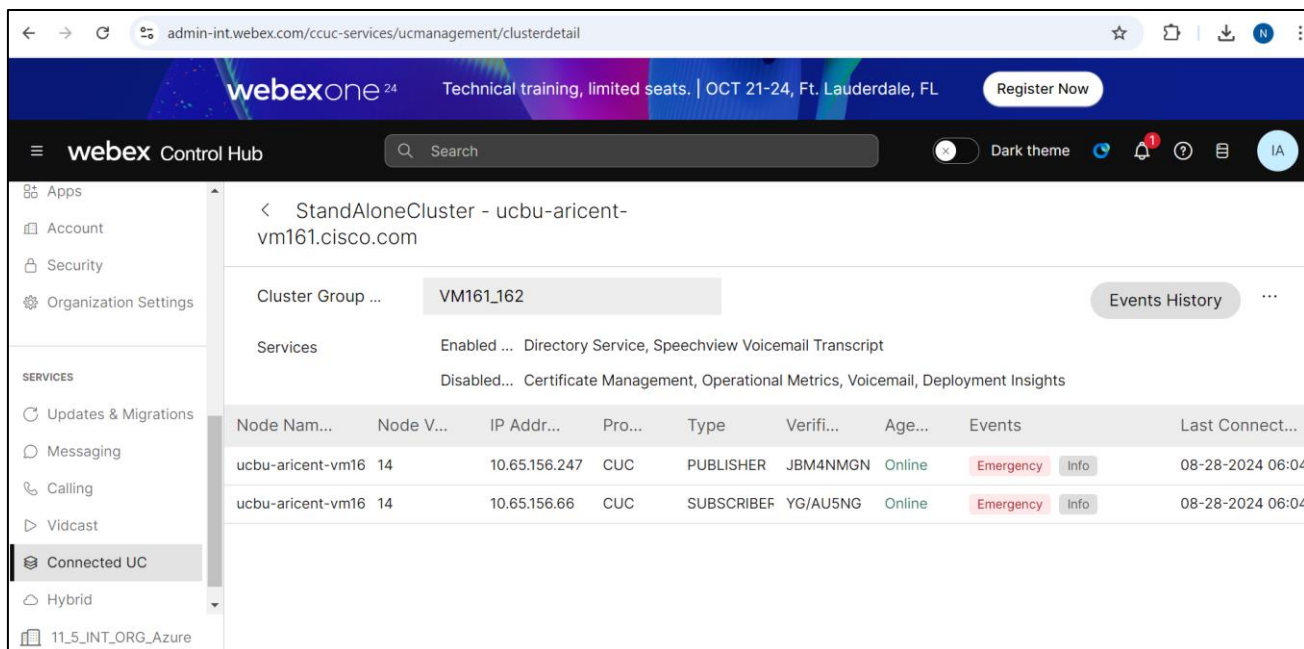 admin-int.webex.com/ccuc-services/ucmanagement/clusterdetail
N
webexone 24 Technical training, limited seats. | OCT 21-24, Ft. Lauderdale, FL Register Now
webex Control Hub Search Dark theme 1 IA
Apps
Account
Security
Organization Settings
SERVICES
Updates & Migrations
Messaging
Calling
Vidcast
Connected UC
Hybrid
11_5_INT_ORG_Azure
StandAloneCluster - ucbu-aricent-
vm161.cisco.com
Cluster Group ... VM161_162 Events History ...
Services Enabled ... Directory Service, Speechview Voicemail Transcript
Disabled... Certificate Management, Operational Metrics, Voicemail, Deployment Insights
Node Nam... Node V... IP Addr... Pro... Type Verifi... Age... Events Last Connect...
ucbu-aricent-vm16 14 10.65.156.247 CUC PUBLISHER JBM4NMGN Online Emergency Info 08-28-2024 06:04
ucbu-aricent-vm16 14 10.65.156.66 CUC SUBSCRIBER YG/AU5NG Online Emergency Info 08-28-2024 06:04